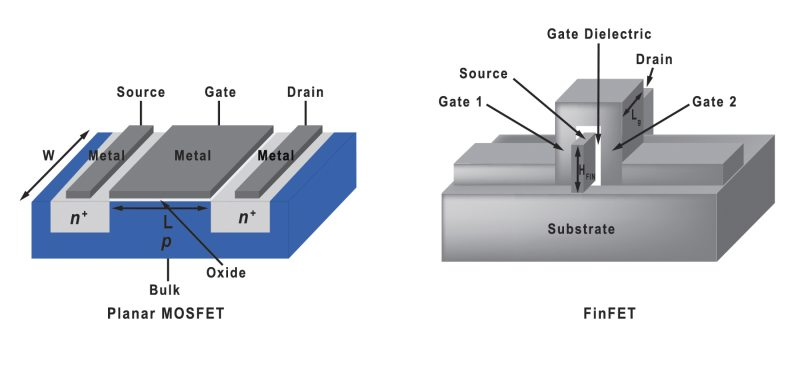 Source
Gate
Drain
W
Metal
Metal
Metal
n+
n+
L
p
Oxide
Bulk
Planar MOSFET
Gate Dielectric
Source
Drain
Gate 1
Gate 2
Lg
HFIN
Substrate
FinFET